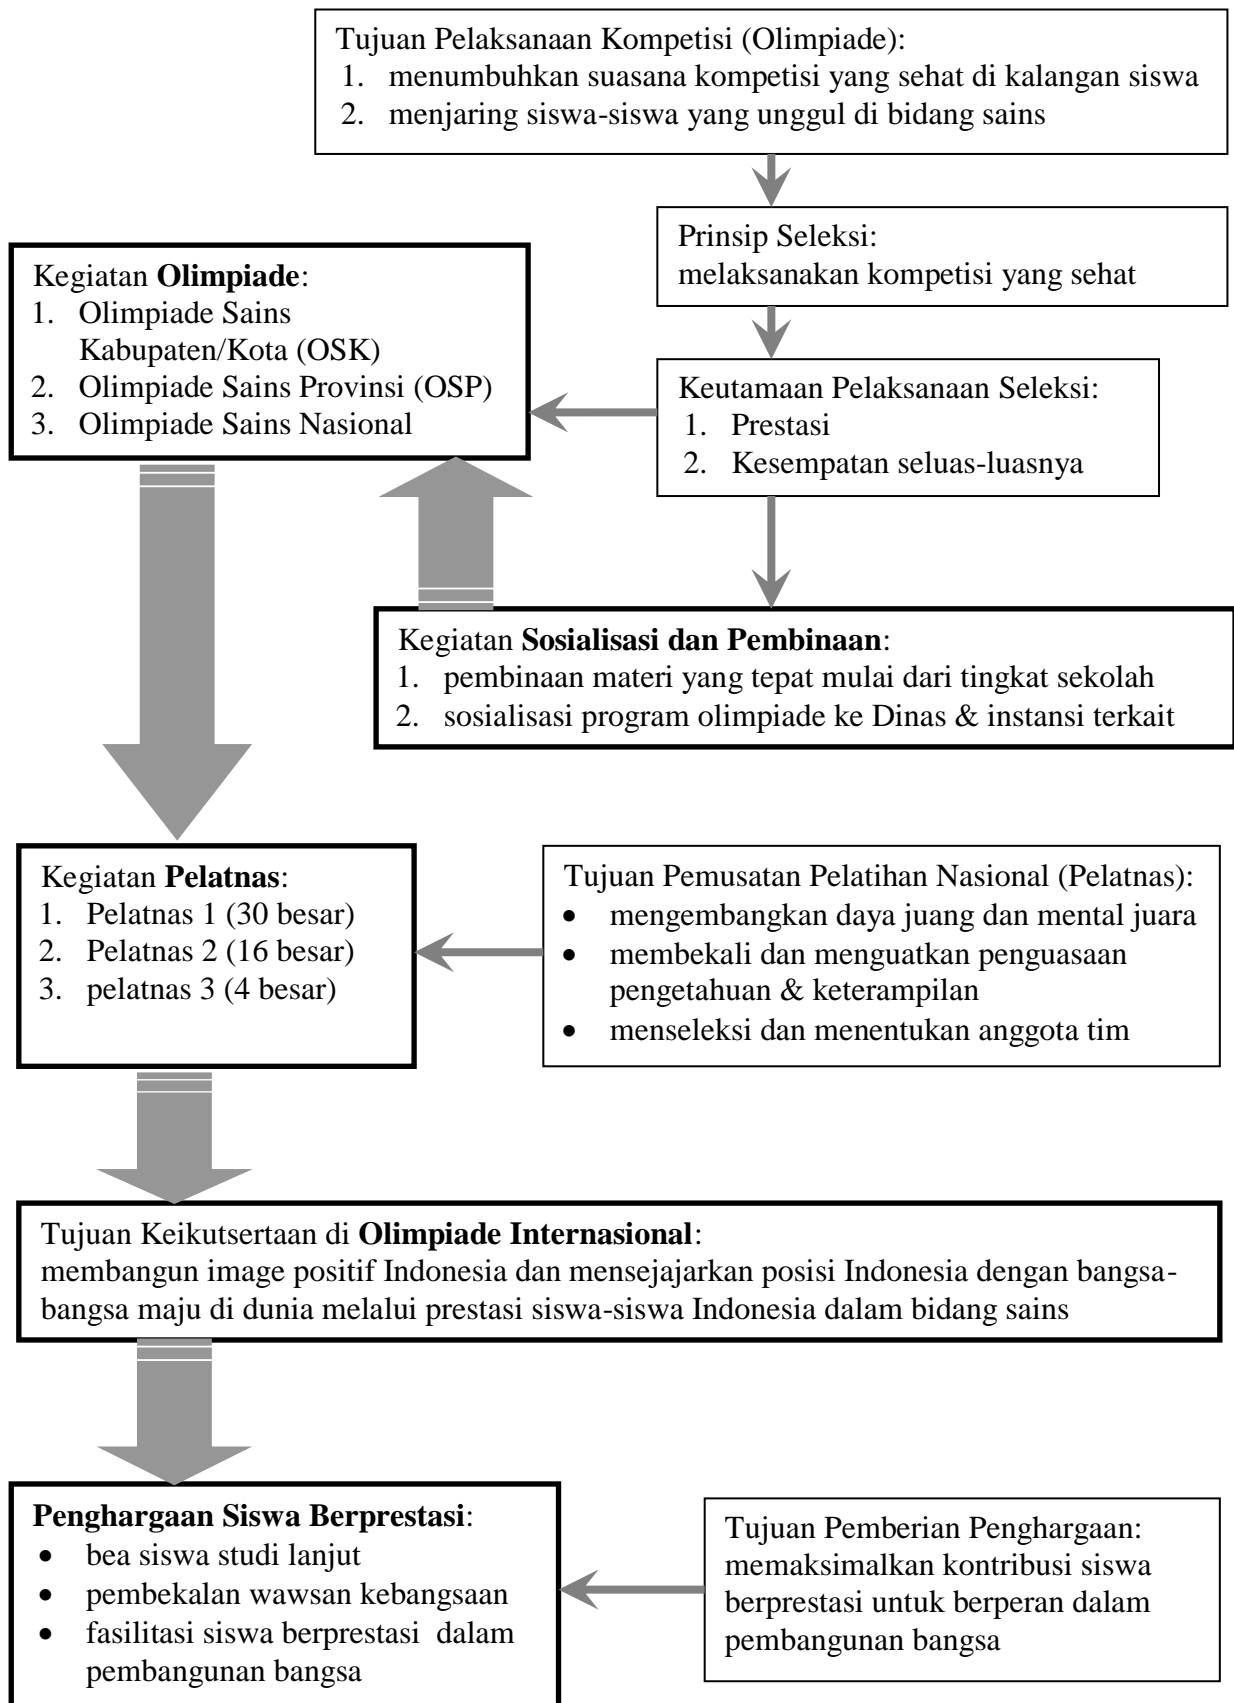 Tujuan Pelaksanaan Kompetisi (Olimpiade):
1. menumbuhkan suasana kompetisi yang sehat di kalangan siswa
2. menjaring siswa-siswa yang unggul di bidang sains
Prinsip Seleksi:
melaksanakan kompetisi yang sehat
Kegiatan Olimpiade:
1. Olimpiade Sains
Kabupaten/Kota (OSK)
2. Olimpiade Sains Provinsi (OSP)
3. Olimpiade Sains Nasional
Keutamaan Pelaksanaan Seleksi:
1. Prestasi
2. Kesempatan seluas-luasnya
Kegiatan Sosialisasi dan Pembinaan:
1. pembinaan materi yang tepat mulai dari tingkat sekolah
2. sosialisasi program olimpiade ke Dinas & instansi terkait
Kegiatan Pelatnas:
1. Pelatnas 1 (30 besar)
2. Pelatnas 2 (16 besar)
3. pelatnas 3 (4 besar)
Tujuan Pemusatan Pelatihan Nasional (Pelatnas):
• mengembangkan daya juang dan mental juara
• membekali dan menguatkan penguasaan
pengetahuan & keterampilan
• menseleksi dan menentukan anggota tim
Tujuan Keikutsertaan di Olimpiade Internasional:
membangun image positif Indonesia dan mensejajarkan posisi Indonesia dengan bangsa-
bangsa maju di dunia melalui prestasi siswa-siswa Indonesia dalam bidang sains
Penghargaan Siswa Berprestasi:
• bea siswa studi lanjut
• pembekalan wawsan kebangsaan
• fasilitasi siswa berprestasi dalam
pembangunan bangsa
Tujuan Pemberian Penghargaan:
memaksimalkan kontribusi siswa
berprestasi untuk berperan dalam
pembangunan bangsa